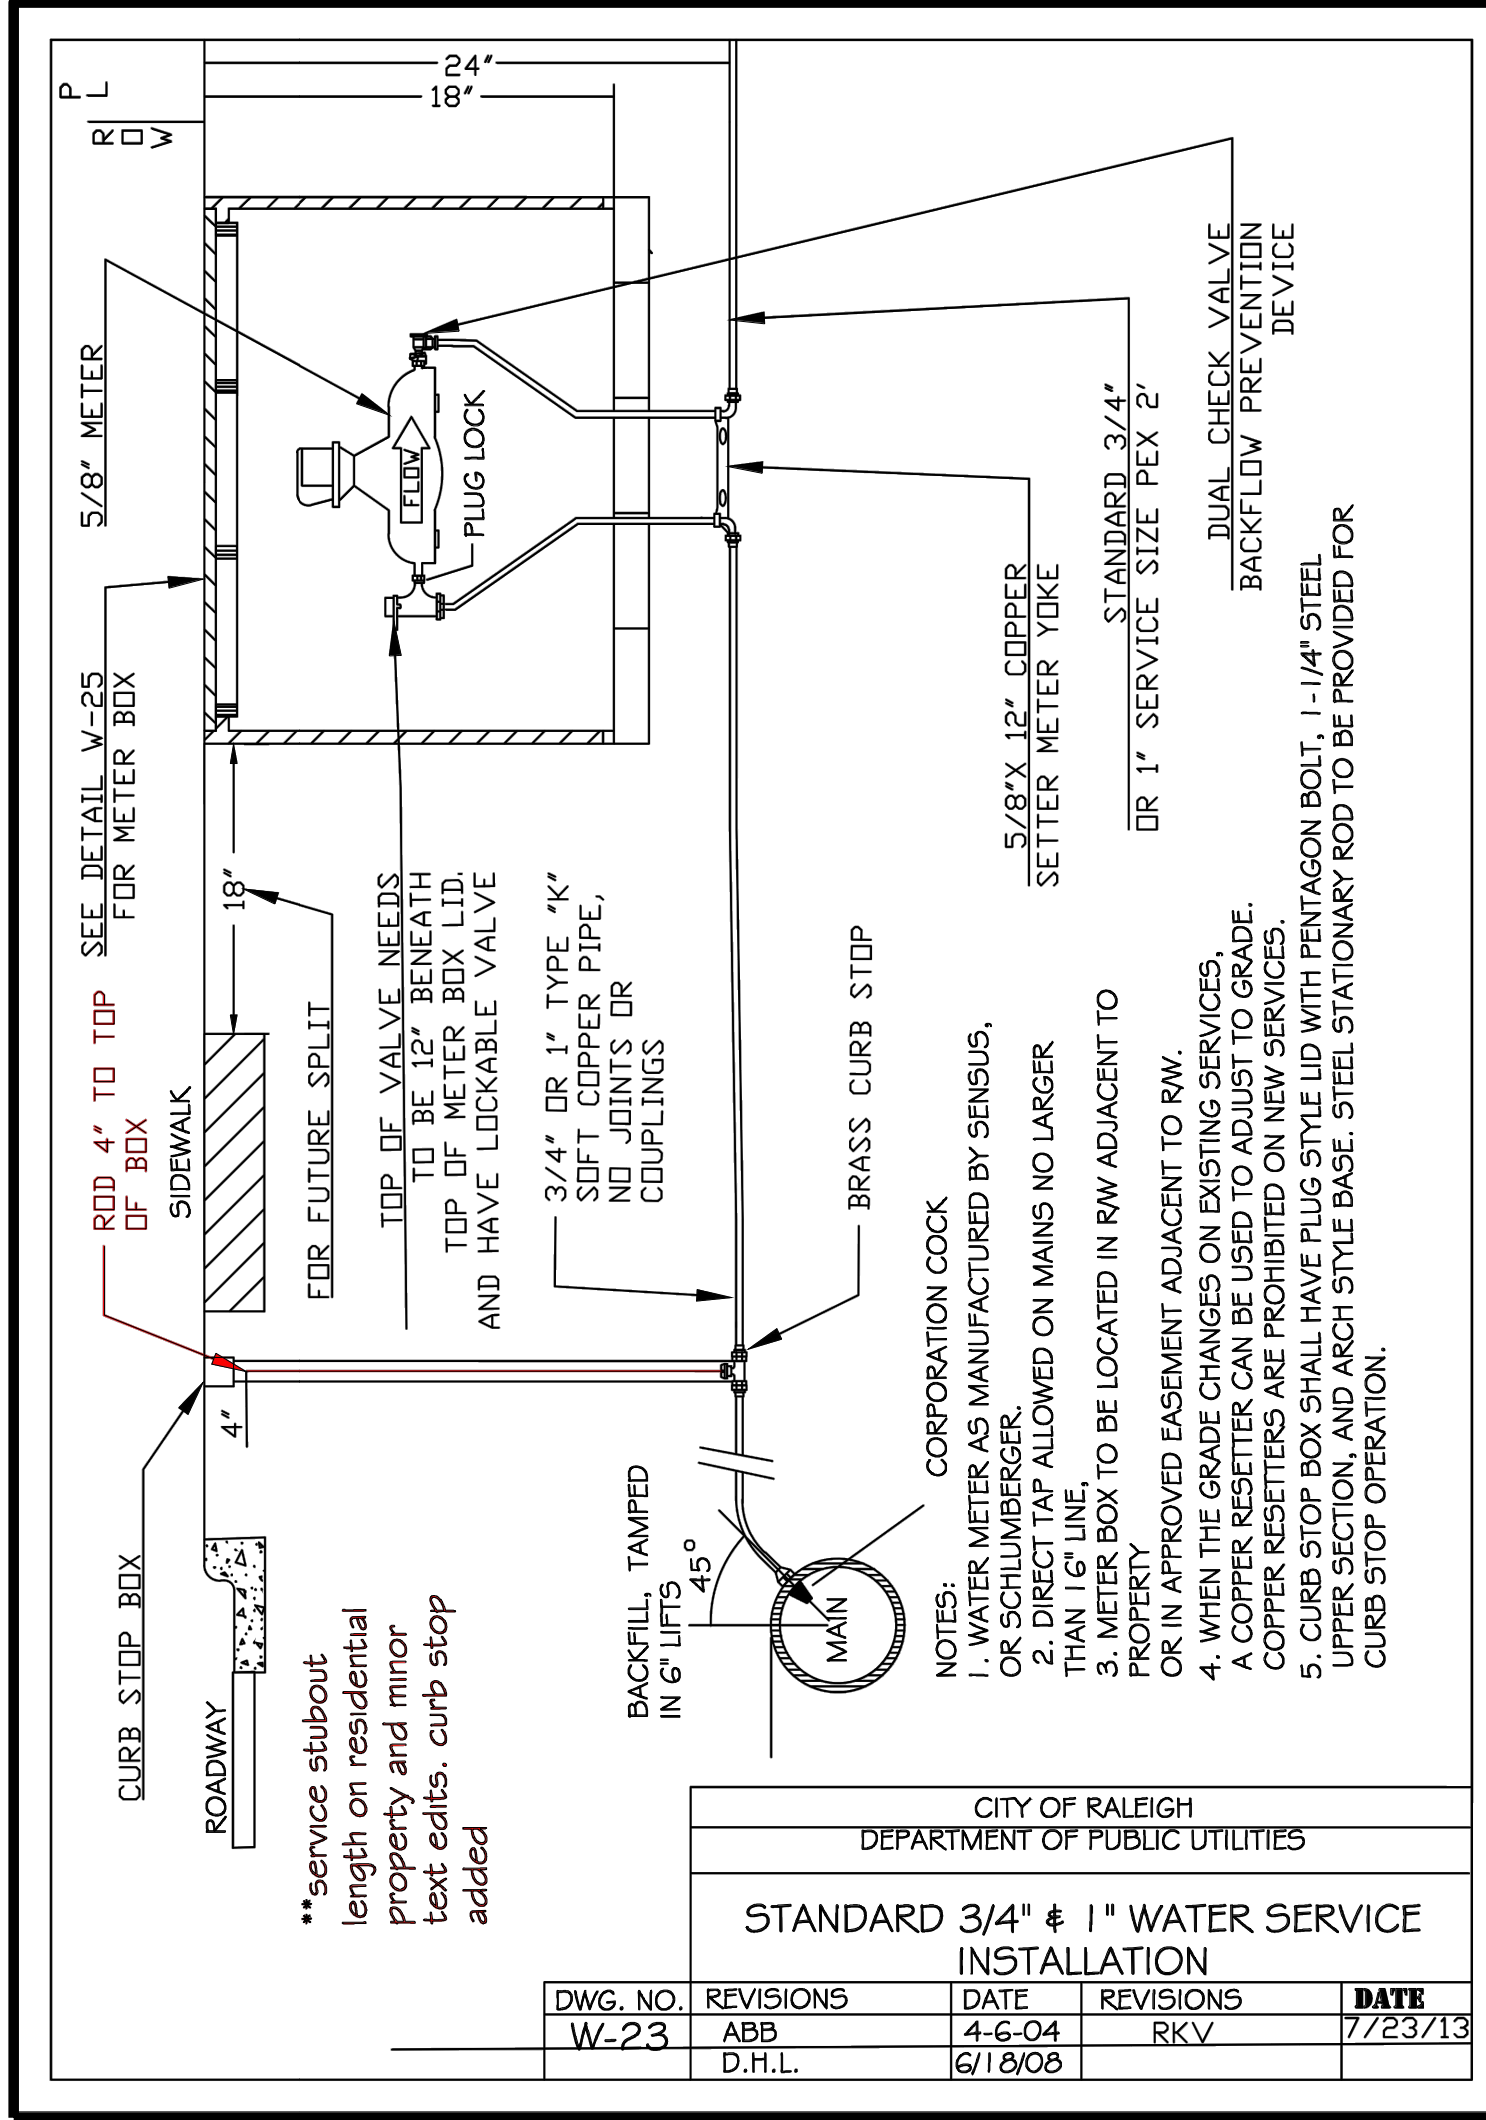 P
L
R
O
W
24"
18"
5/8" METER
SEE DETAIL W-25
FOR METER BOX
ROD 4" TO TOP
OF BOX
SIDEWALK
18"
FOR FUTURE SPLIT
CURB STOP BOX
4"
ROADWAY
FLOW
PLUG LOCK
TOP OF VALVE NEEDS
TO BE 12" BENEATH
TOP OF METER BOX LID.
AND HAVE LOCKABLE VALVE
3/4" OR 1" TYPE "K"
SOFT COPPER PIPE,
NO JOINTS OR
COUPLINGS
BRASS CURB STOP
5/8"X 12" COPPER
SETTER METER YOKE
STANDARD 3/4"
OR 1" SERVICE SIZE PEX 2'
DUAL CHECK VALVE
BACKFLOW PREVENTION
DEVICE
**service stubout
length on residential
property and minor
text edits. curb stop
added
BACKFILL, TAMPED
IN 6" LIFTS
45°
MAIN
CORPORATION COCK
NOTES:
1. WATER METER AS MANUFACTURED BY SENSUS,
OR SCHLUMBERGER.
2. DIRECT TAP ALLOWED ON MAINS NO LARGER
THAN 16" LINE,
3. METER BOX TO BE LOCATED IN R/W ADJACENT TO
PROPERTY
OR IN APPROVED EASEMENT ADJACENT TO R/W.
4. WHEN THE GRADE CHANGES ON EXISTING SERVICES,
A COPPER RESETTER CAN BE USED TO ADJUST TO GRADE.
COPPER RESETTERS ARE PROHIBITED ON NEW SERVICES.
5. CURB STOP BOX SHALL HAVE PLUG STYLE LID WITH PENTAGON BOLT, 1-1/4" STEEL
UPPER SECTION, AND ARCH STYLE BASE. STEEL STATIONARY ROD TO BE PROVIDED FOR
CURB STOP OPERATION.
CITY OF RALEIGH
DEPARTMENT OF PUBLIC UTILITIES
STANDARD 3/4" & 1" WATER SERVICE
INSTALLATION
DWG. NO. REVISIONS DATE REVISIONS DATE
W-23 ABB 4-6-04 RKV 7/23/13
D.H.L. 6/18/08